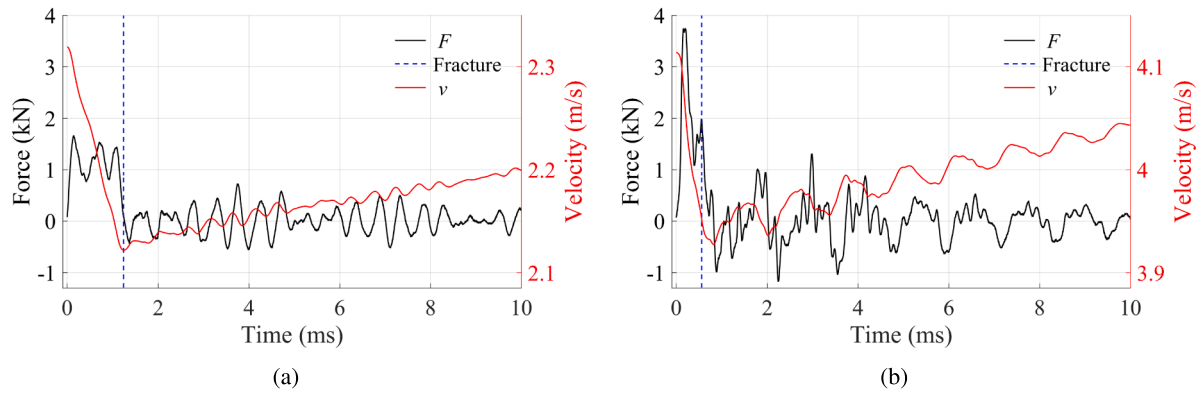 4
3
2
1
0
-1
Force (kN)
F
Fracture
v
2.3
2.2
2.1
Velocity (m/s)
0 2 4 6 8 10
Time (ms)
(a)
4
3
2
1
0
-1
Force (kN)
F
Fracture
v
4.1
4
3.9
Velocity (m/s)
0 2 4 6 8 10
Time (ms)
(b)